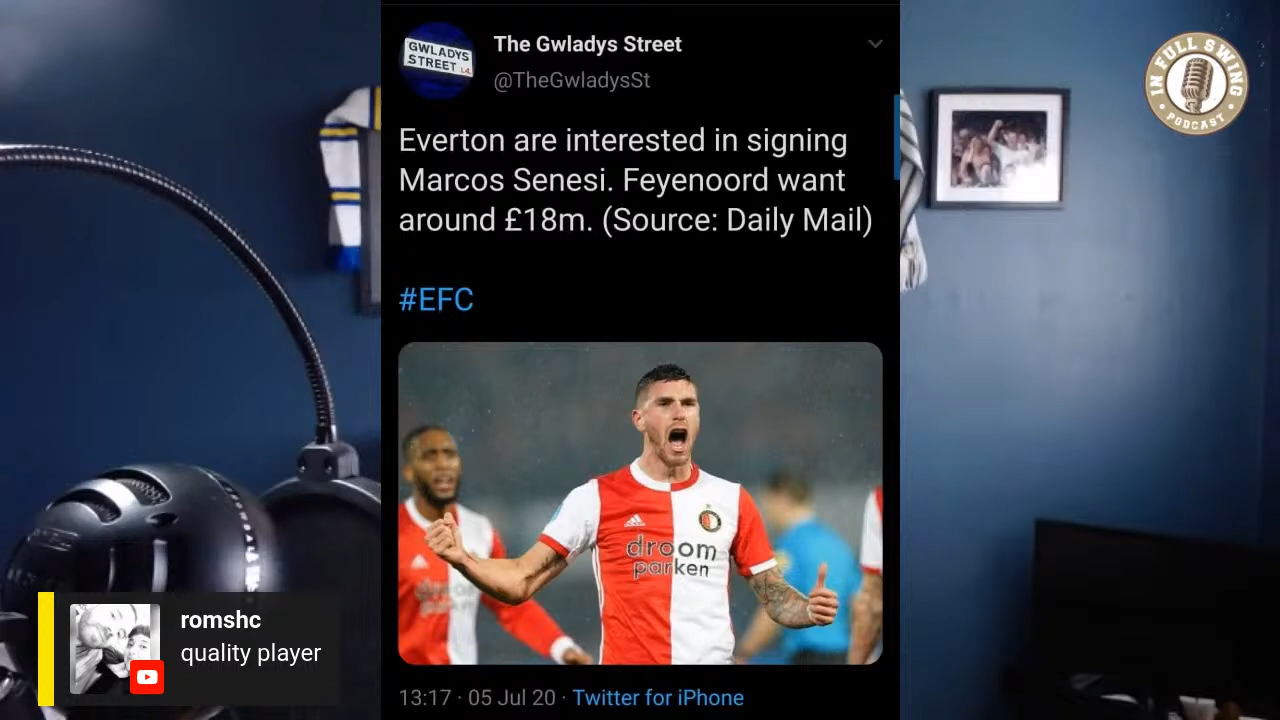 GWLADYS
STREET L4
The Gwladys Street
@TheGwladysSt
IN FULL SWING
PODCAST
Everton are interested in signing
Marcos Senesi. Feyenoord want
around £18m. (Source: Daily Mail)
#EFC
droom
parken
romshc
quality player
13:17 · 05 Jul 20 · Twitter for iPhone